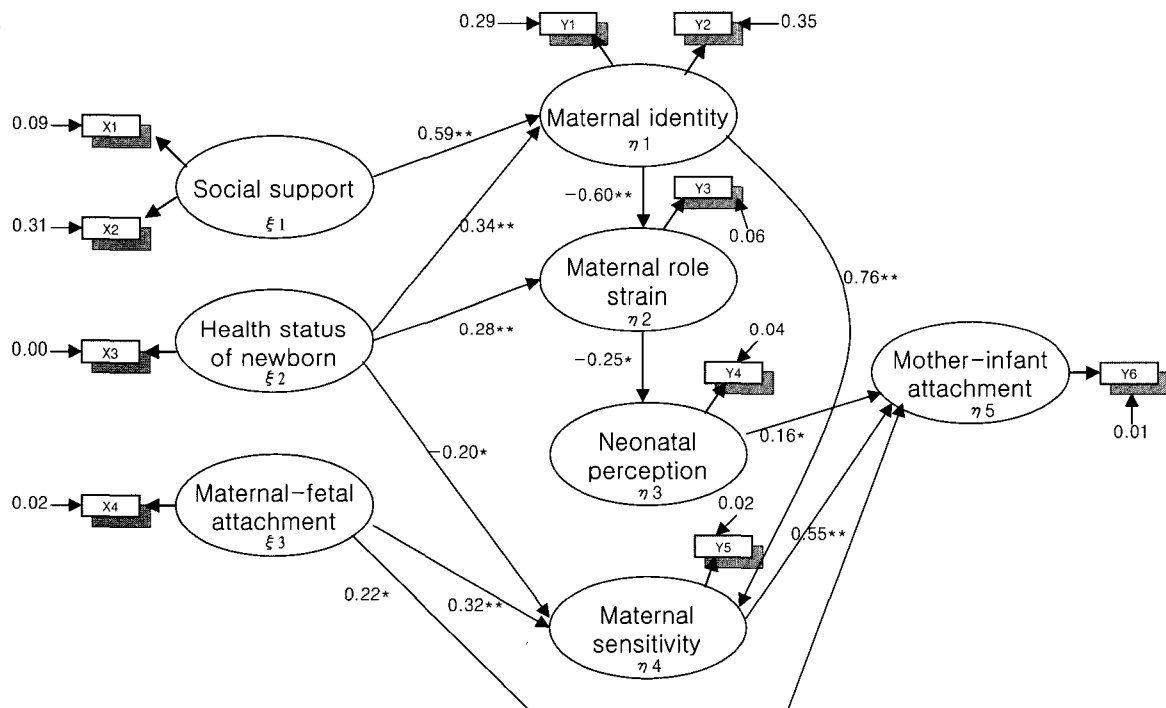 0.29
Y1
Y2
0.35
0.09
X1
0.59**
Maternal identity
η1
Social support
ξ1
0.31
X2
-0.60**
Y3
0.06
0.34**
Maternal role
strain
η2
0.76**
Health status
of newborn
ξ2
0.28**
0.00
X3
-0.25*
0.04
Y4
Mother-infant
attachment
η5
Y6
0.01
0.16*
Neonatal
perception
η3
-0.20*
Maternal-fetal
attachment
ξ3
0.02
X4
0.02
Y5
0.55**
0.22*
0.32**
Maternal
sensitivity
η4